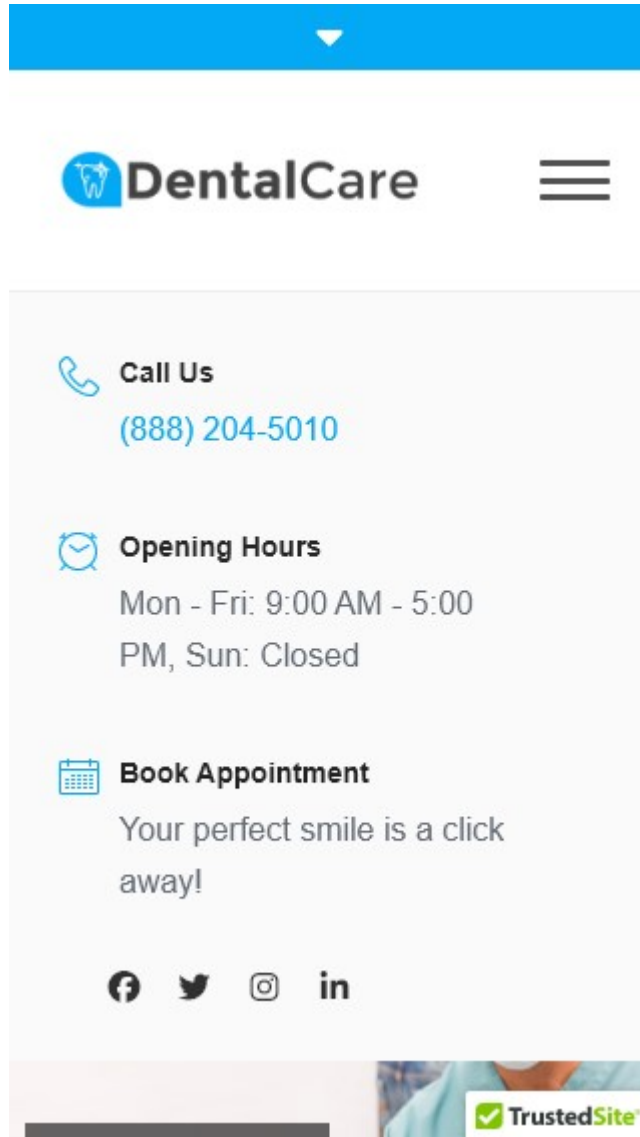 DentalCare
Call Us
(888) 204-5010
Opening Hours
Mon - Fri: 9:00 AM - 5:00
PM, Sun: Closed
Book Appointment
Your perfect smile is a click
away!
in
TrustedSite